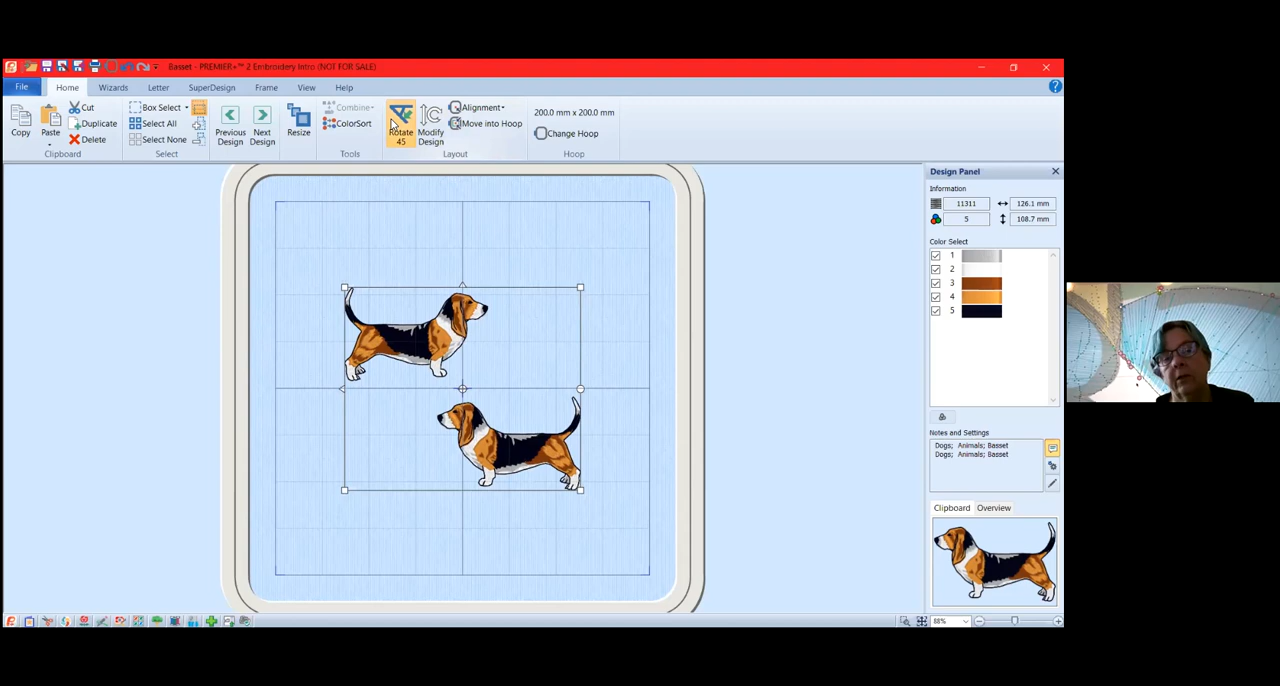 Basset - PREMIER+™ 2 Embroidery Intro (NOT FOR SALE)
File Home Wizards Letter SuperDesign Frame View Help
Copy
Paste
Cut
Duplicate
Delete
Clipboard
Box Select
Select All
Select None
Select
Previous Design
Next Design
Resize
Combine
ColorSort
Tools
Rotate 45
Modify Design
Alignment
Move into Hoop
Layout
200.0 mm x 200.0 mm
Change Hoop
Hoop
Design Panel
Information
11311 126.1 mm
5 108.7 mm
Color Select
1
2
3
4
5
Notes and Settings
Dogs; Animals; Basset
Dogs; Animals; Basset
Clipboard Overview
88%